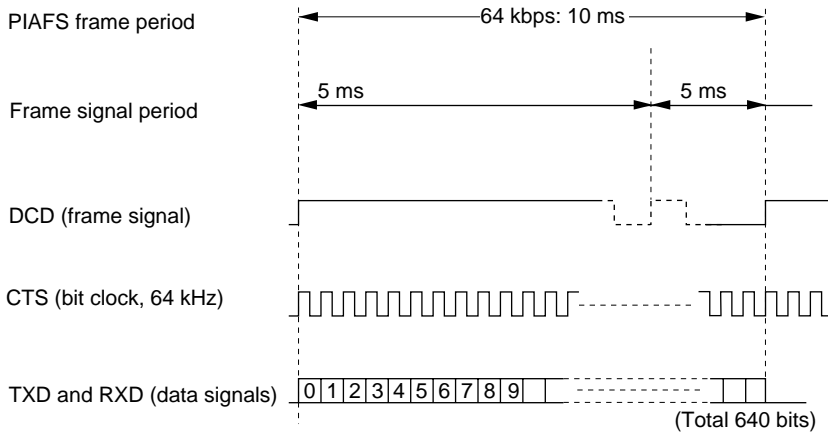 PIAFS frame period
64 kbps: 10 ms
Frame signal period
5 ms
5 ms
DCD (frame signal)
CTS (bit clock, 64 kHz)
TXD and RXD (data signals)
0 1 2 3 4 5 6 7 8 9
(Total 640 bits)